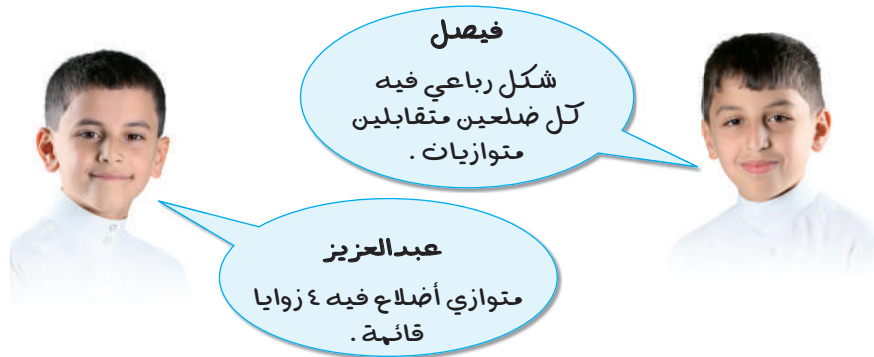 فيصل
شكل رباعي فيه
كل ضلعين متقابلين
متوازيان .
عبدالعزيز
متوازي أضلاع فيه ٤ زوايا
قائمة .